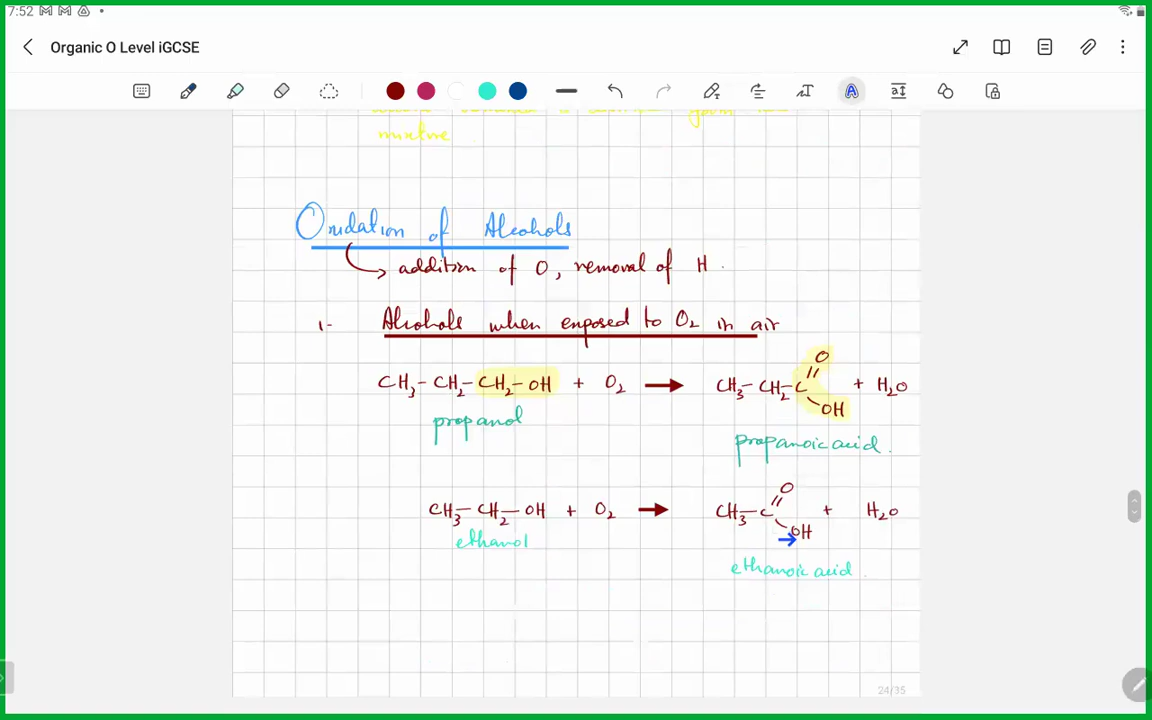 7:52
Organic O Level iGCSE
mixture
Oxidation of Alcohols
addition of O, removal of H
1- Alcohols when exposed to O2 in air
CH3-CH2-CH2-OH + O2 → CH3-CH2-C(=O)-OH + H2O
propanol
propanoic acid.
CH3-CH2-OH + O2 → CH3-C(=O)-OH + H2O
ethanol
ethanoic acid.
24/35